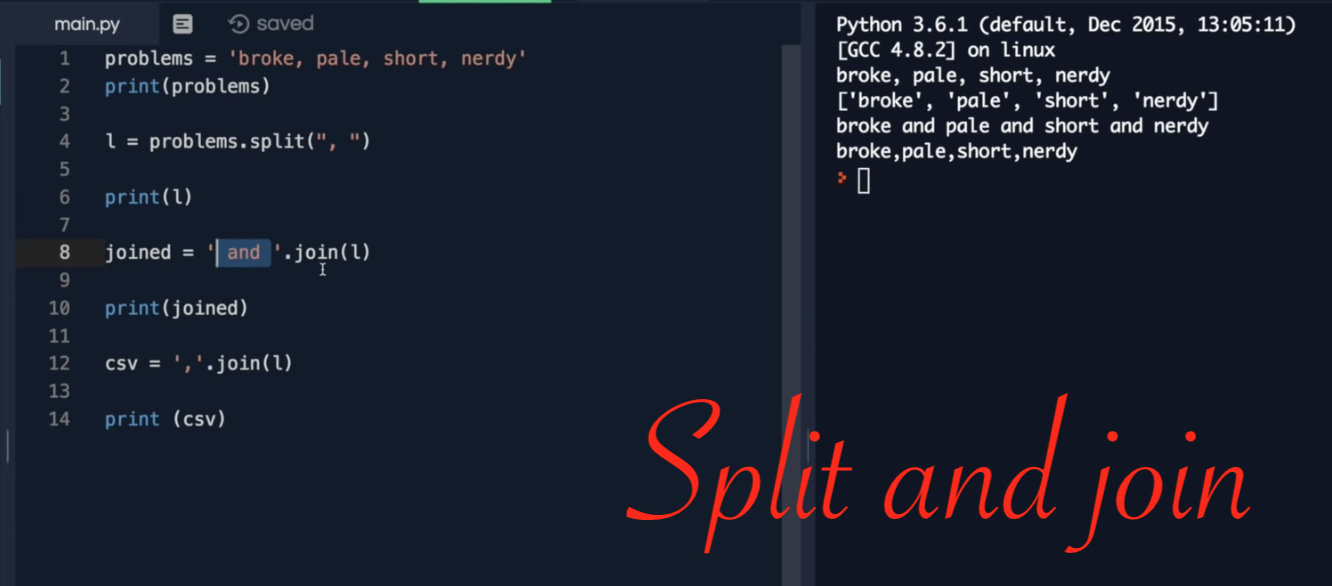 main.py saved
1 problems = 'broke, pale, short, nerdy'
2 print(problems)
3
4 l = problems.split(", ")
5
6 print(l)
7
8 joined = ' and '.join(l)
9
10 print(joined)
11
12 csv = ','.join(l)
13
14 print (csv)
Python 3.6.1 (default, Dec 2015, 13:05:11)
[GCC 4.8.2] on linux
broke, pale, short, nerdy
['broke', 'pale', 'short', 'nerdy']
broke and pale and short and nerdy
broke,pale,short,nerdy
Split and join